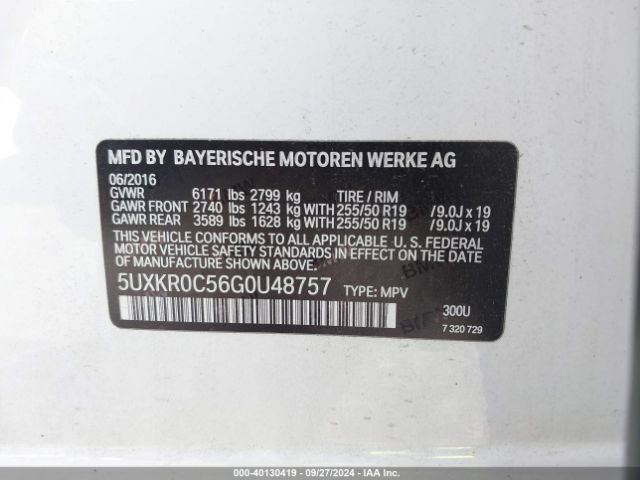 MFD BY BAYERISCHE MOTOREN WERKE AG
06/2016
GVWR 6171 lbs 2799 kg TIRE / RIM
GAWR FRONT 2740 lbs 1243 kg WITH 255/50 R19 /9.0J x 19
GAWR REAR 3589 lbs 1628 kg WITH 255/50 R19 /9.0J x 19
THIS VEHICLE CONFORMS TO ALL APPLICABLE U. S. FEDERAL
MOTOR VEHICLE SAFETY STANDARDS IN EFFECT ON THE DATE
OF MANUFACTURE SHOWN ABOVE.
5UXKR0C56G0U48757 TYPE: MPV
300U
7 320 729
000-40130419 - 09/27/2024 - IAAI